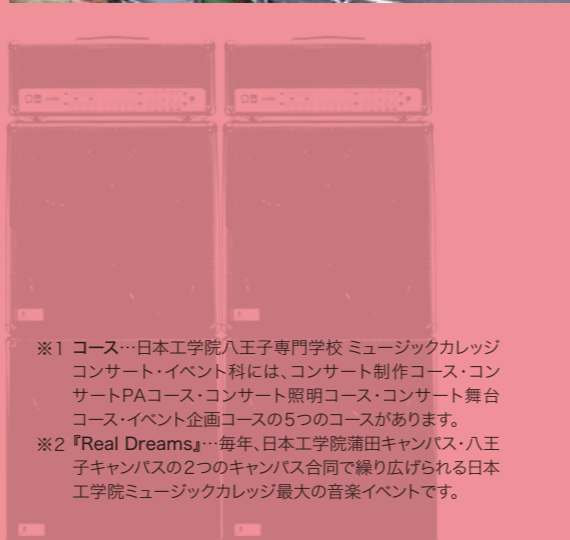 ※1 コース…日本工学院八王子専門学校 ミュージックカレッジ
コンサート・イベント科には、コンサート制作コース・コン
サートPAコース・コンサート照明コース・コンサート舞台
コース・イベント企画コースの5つのコースがあります。
※2『Real Dreams』…毎年、日本工学院蒲田キャンパス・八王
子キャンパスの2つのキャンパス合同で繰り広げられる日本
工学院ミュージックカレッジ最大の音楽イベントです。